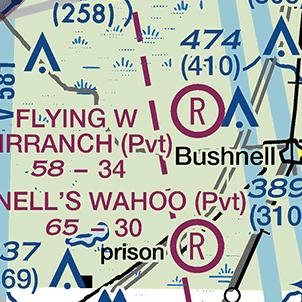 (258)
474
(410)
V 581
R
FLYING W
IRRANCH (Pvt)
58 – 34
Bushnell
389
NELL'S WAHOO (Pvt)
(310
65 – 30
37
prison
R
69)